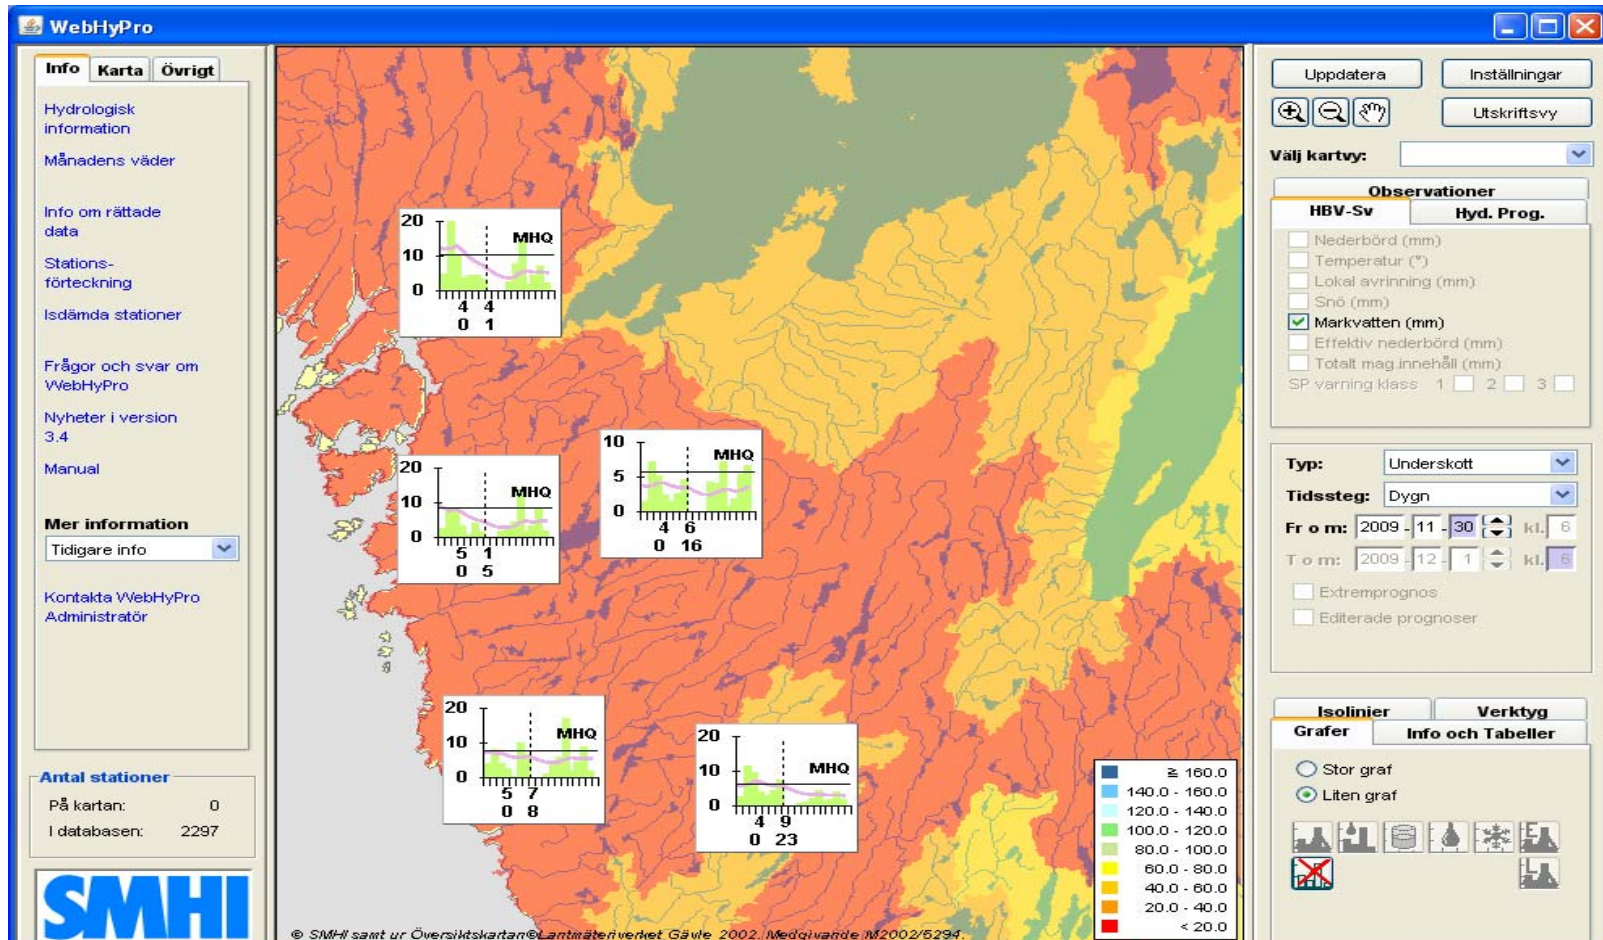 WebHyPro
Info
Karta
Övrigt
Hydrologisk
information
Månadens väder
Info om rättade
data
Stations-
förteckning
Isdämda stationer
Frågor och svar om
WebHyPro
Nyheter i version
3.4
Manual
Mer information
Tidigare info
Kontakta WebHyPro
Administratör
Antal stationer
På kartan: 0
I databasen: 2297
SMHI
20
MHQ
10
0
4 4
0 1
10
MHQ
5
0
4 6
0 16
20
MHQ
10
0
5 1
0 5
20
MHQ
10
0
5 7
0 8
20
MHQ
10
0
4 9
0 23
≧ 160.0
140.0 - 160.0
120.0 - 140.0
100.0 - 120.0
80.0 - 100.0
60.0 - 80.0
40.0 - 60.0
20.0 - 40.0
< 20.0
© SMHI samt ur Översiktskartan©Lantmäteriverket Gävle 2002. Medgivande M2002/5294.
Uppdatera
Inställningar
Utskriftsvy
Välj kartvy:
Observationer
HBV-Sv
Hyd. Prog.
Nederbörd (mm)
Temperatur (°)
Lokal avrinning (mm)
Snö (mm)
Markvatten (mm)
Effektiv nederbörd (mm)
Totalt mag.innehåll (mm)
SP varning klass 1 2 3
Typ: Underskott
Tidssteg: Dygn
Fr o m: 2009 - 11 - 30 kl. 6
T o m: 2009 - 12 - 1 kl. 6
Extremprognos
Editerade prognoser
Isolinier
Verktyg
Grafer
Info och Tabeller
Stor graf
Liten graf